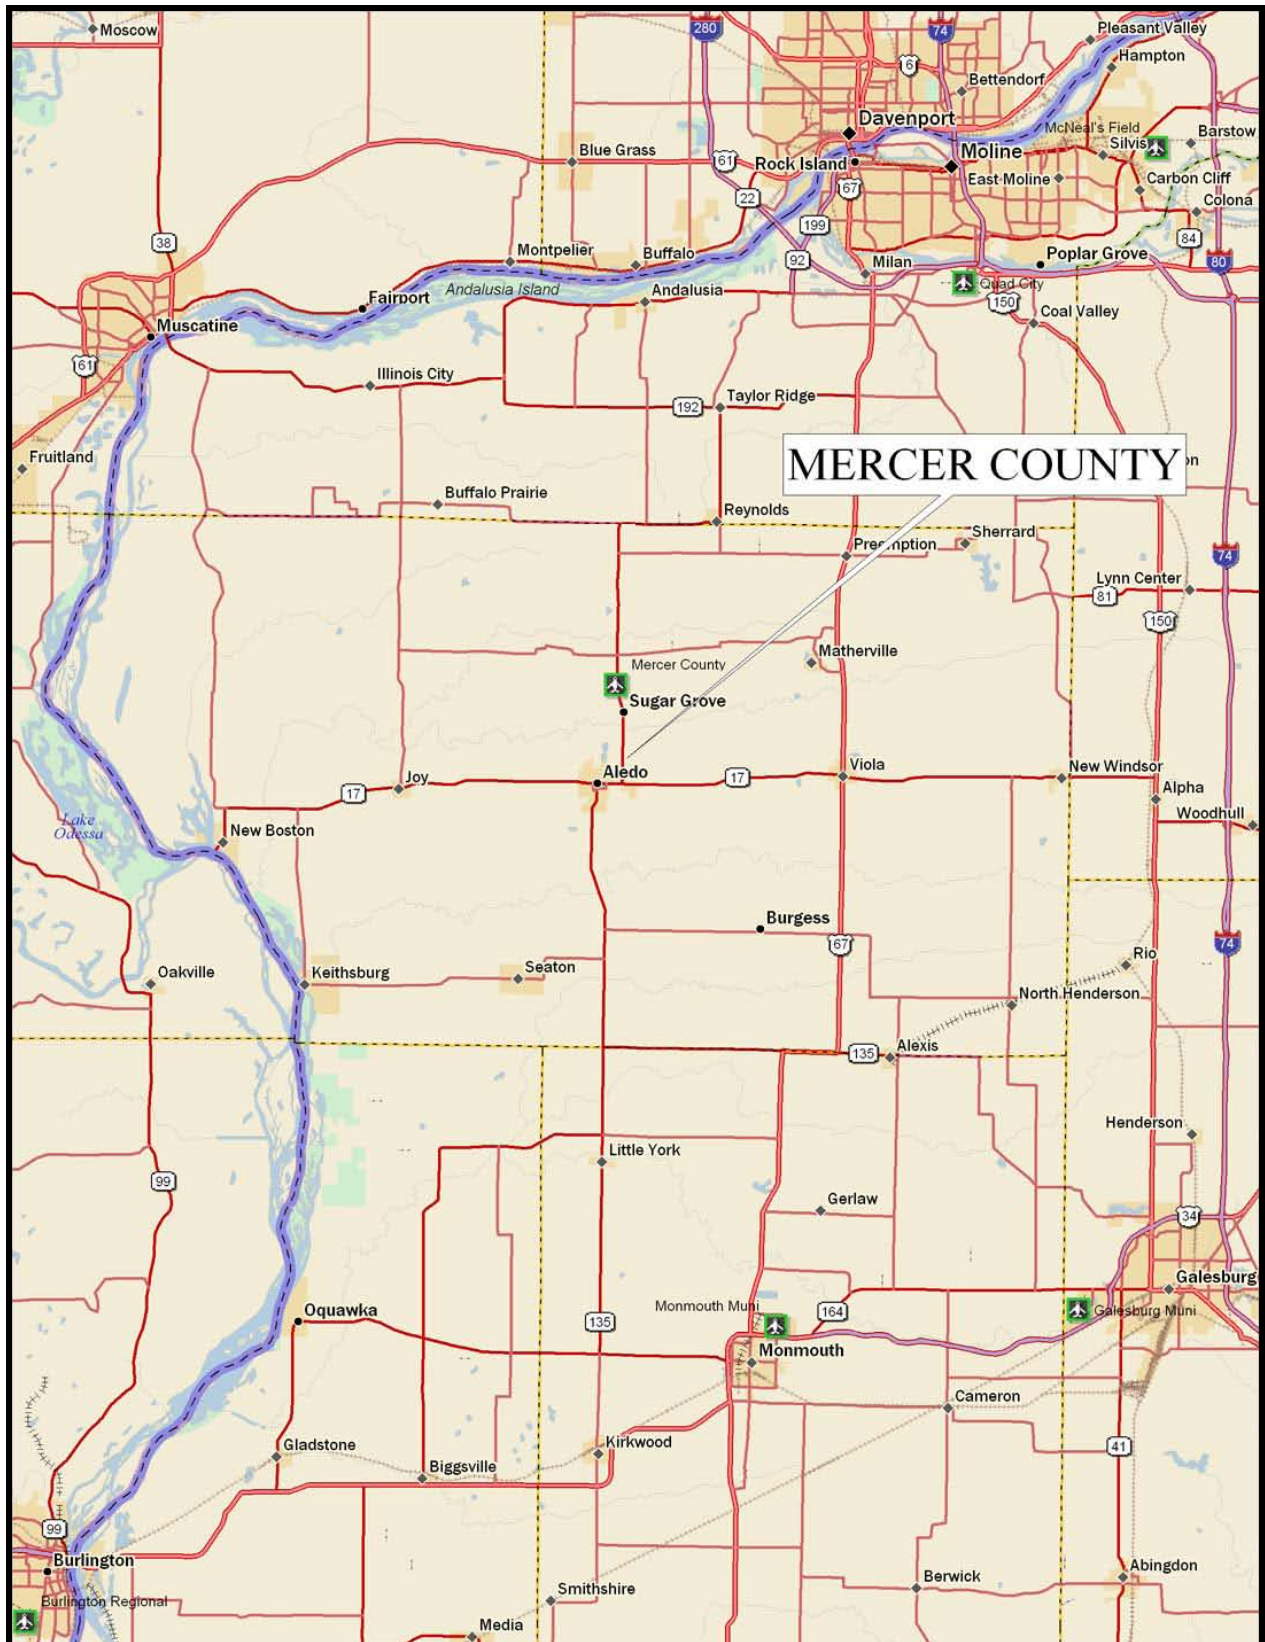 Moscow
280
74
Pleasant Valley
Hampton
6
Bettendorf
Davenport
McNeal's Field
Barstow
Blue Grass
61
Rock Island
Moline
Silvis
East Moline
Carbon Cliff
67
22
Colona
199
84
38
Montpelier
Buffalo
92
Milan
Poplar Grove
80
Fairport
Andalusia Island
Andalusia
Quad City
150
Coal Valley
Muscatine
61
Illinois City
192
Taylor Ridge
Fruitland
MERCER COUNTY
on
Buffalo Prairie
Reynolds
Preemption
Sherrard
74
Lynn Center
81
150
Matherville
Mercer County
Sugar Grove
Joy
17
Aledo
17
Viola
New Windsor
Alpha
Woodhull
Lake
Odessa
New Boston
Burgess
67
74
Rio
Oakville
Keithsburg
Seaton
North Henderson
135
Alexis
Henderson
Little York
99
Gerlaw
34
Galesburg
Oquawka
135
Monmouth Muni
164
Galesburg Muni
Monmouth
Cameron
Gladstone
Kirkwood
41
Biggsville
99
Burlington
Abingdon
Berwick
Smithshire
Burlington Regional
Media